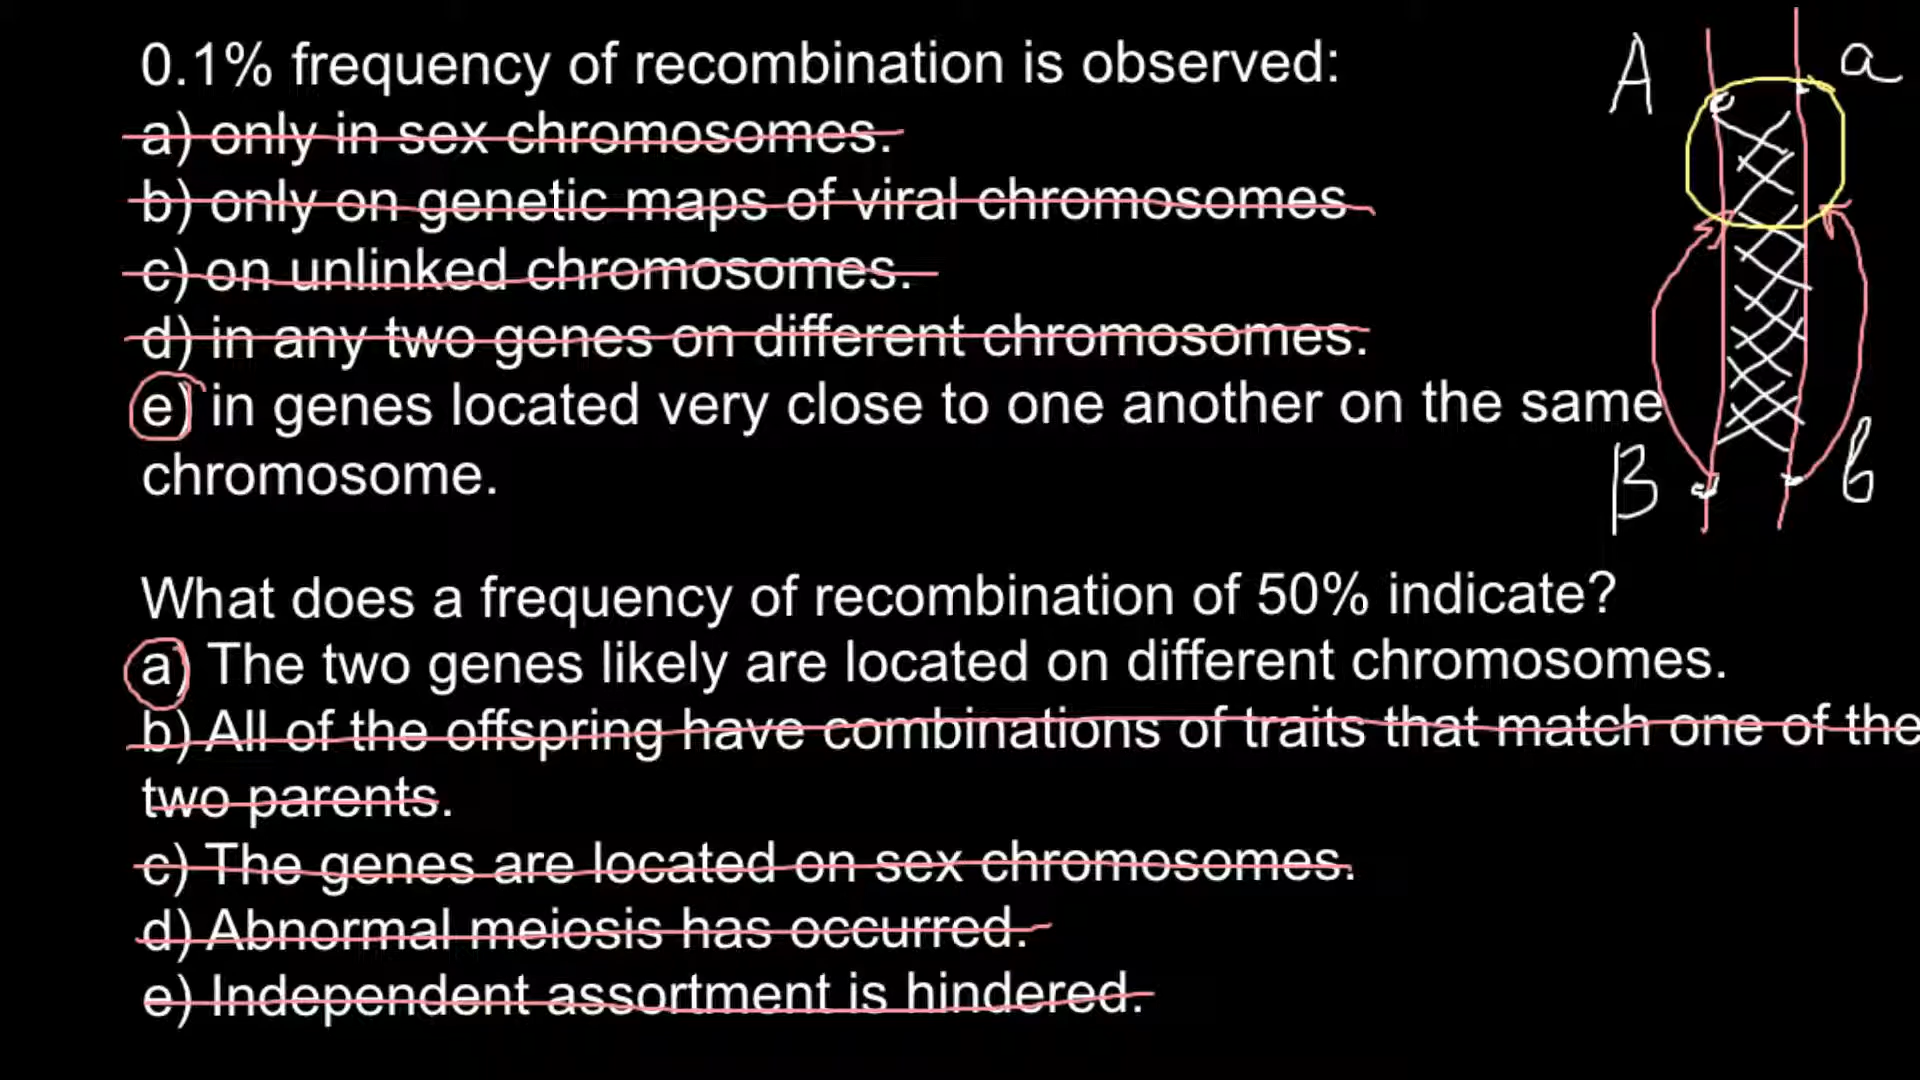 0.1% frequency of recombination is observed:
a) only in sex chromosomes.
b) only on genetic maps of viral chromosomes
c) on unlinked chromosomes.
d) in any two genes on different chromosomes.
e) in genes located very close to one another on the same
chromosome.
What does a frequency of recombination of 50% indicate?
a) The two genes likely are located on different chromosomes.
b) All of the offspring have combinations of traits that match one of the
two parents.
c) The genes are located on sex chromosomes.
d) Abnormal meiosis has occurred.
e) Independent assortment is hindered.
A a
B b